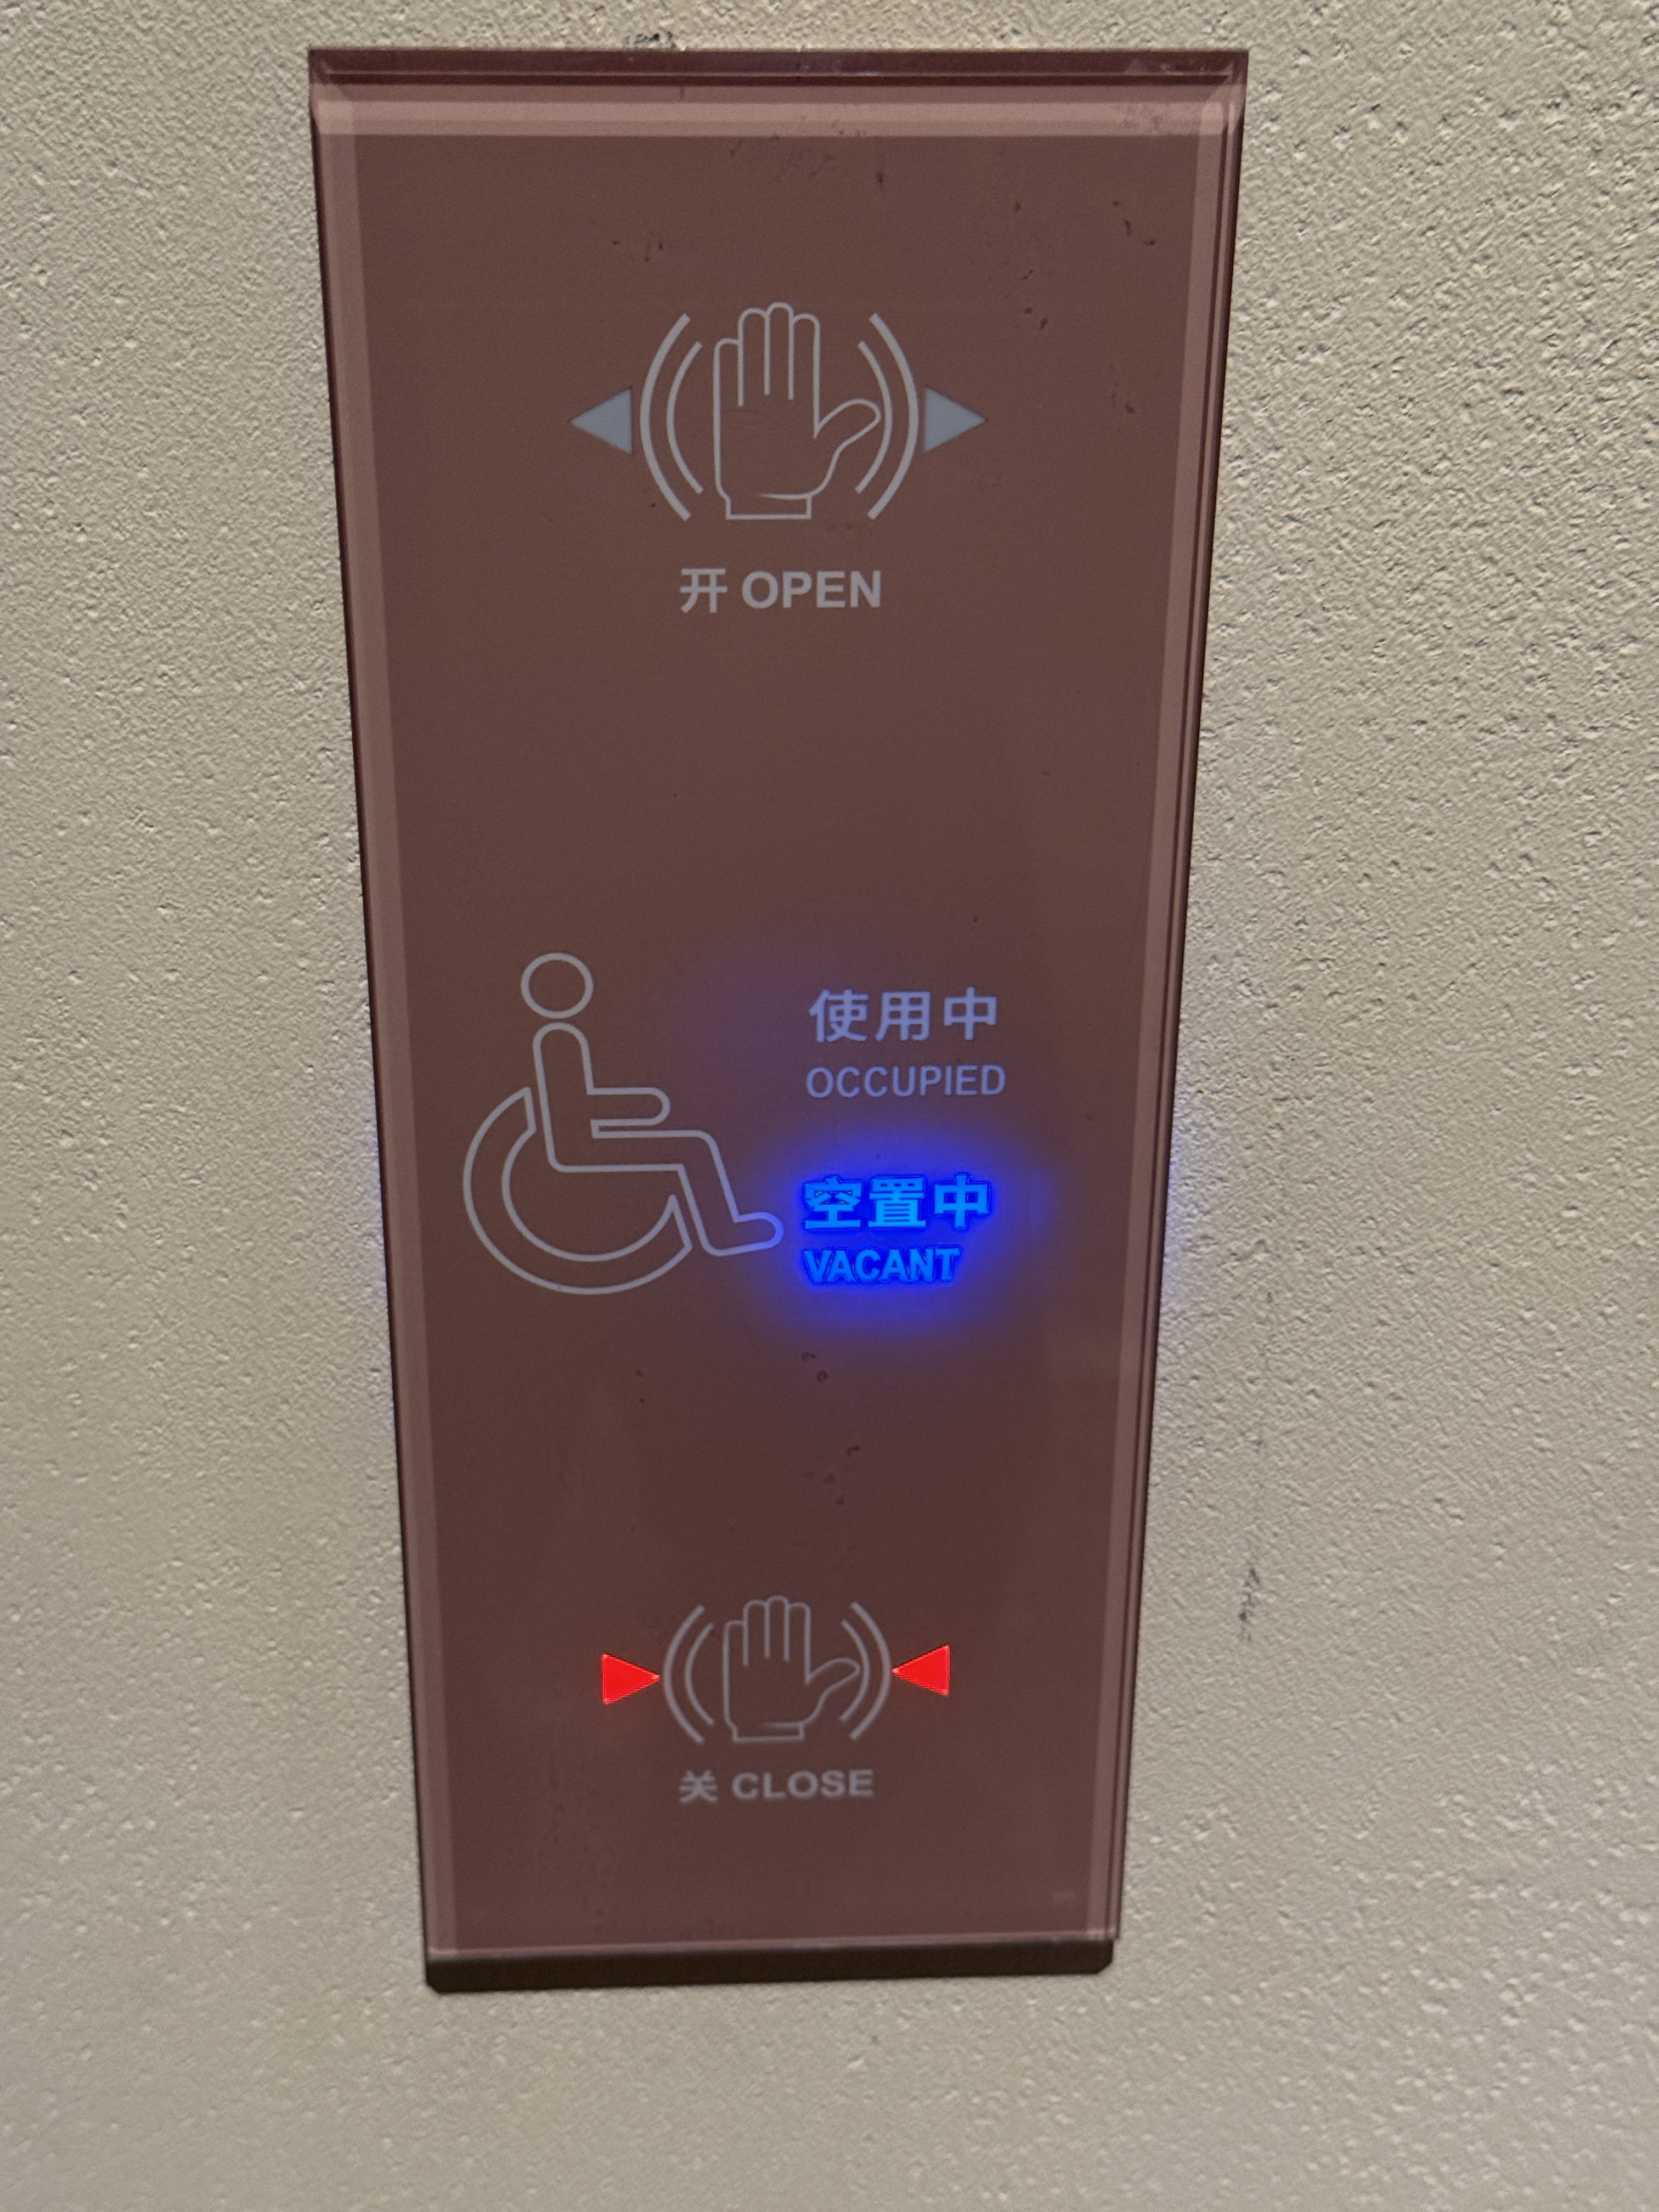 开 OPEN
使用中
OCCUPIED
空置中
VACANT
关 CLOSE